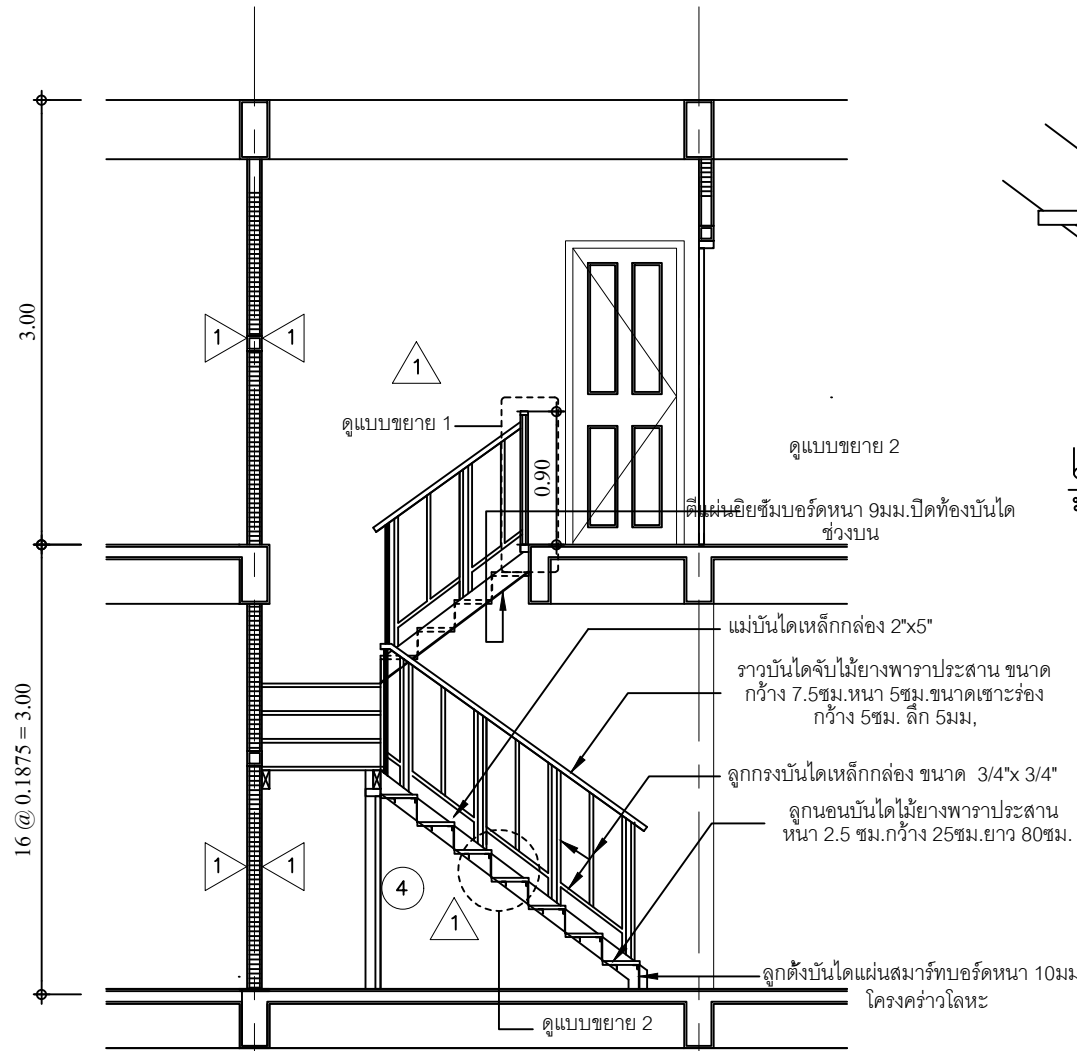 3.00
1
1
1
ดูแบบขยาย 1
0.90
ดูแบบขยาย 2
ตีแผ่นยิยซั่มบอร์ดหนา 9มม.ปิดท้องบันได
ช่วงบน
แม่บันไดเหล็กกล่อง 2"x5"
ราวบันไดจับไม้ยางพาราประสาน ขนาด
กว้าง 7.5ซม.หนา 5ซม.ขนาดเซาะร่อง
กว้าง 5ซม. ลึก 5มม,
16 @ 0.1875 = 3.00
ลูกกรงบันไดเหล็กกล่อง ขนาด 3/4"x 3/4"
ลูกนอนบันไดไม้ยางพาราประสาน
หนา 2.5 ซม.กว้าง 25ซม.ยาว 80ซม.
1
1
4
1
ลูกตั้งบันไดแผ่นสมาร์ทบอร์ดหนา 10มม
โครงคร่าวโลหะ
ดูแบบขยาย 2